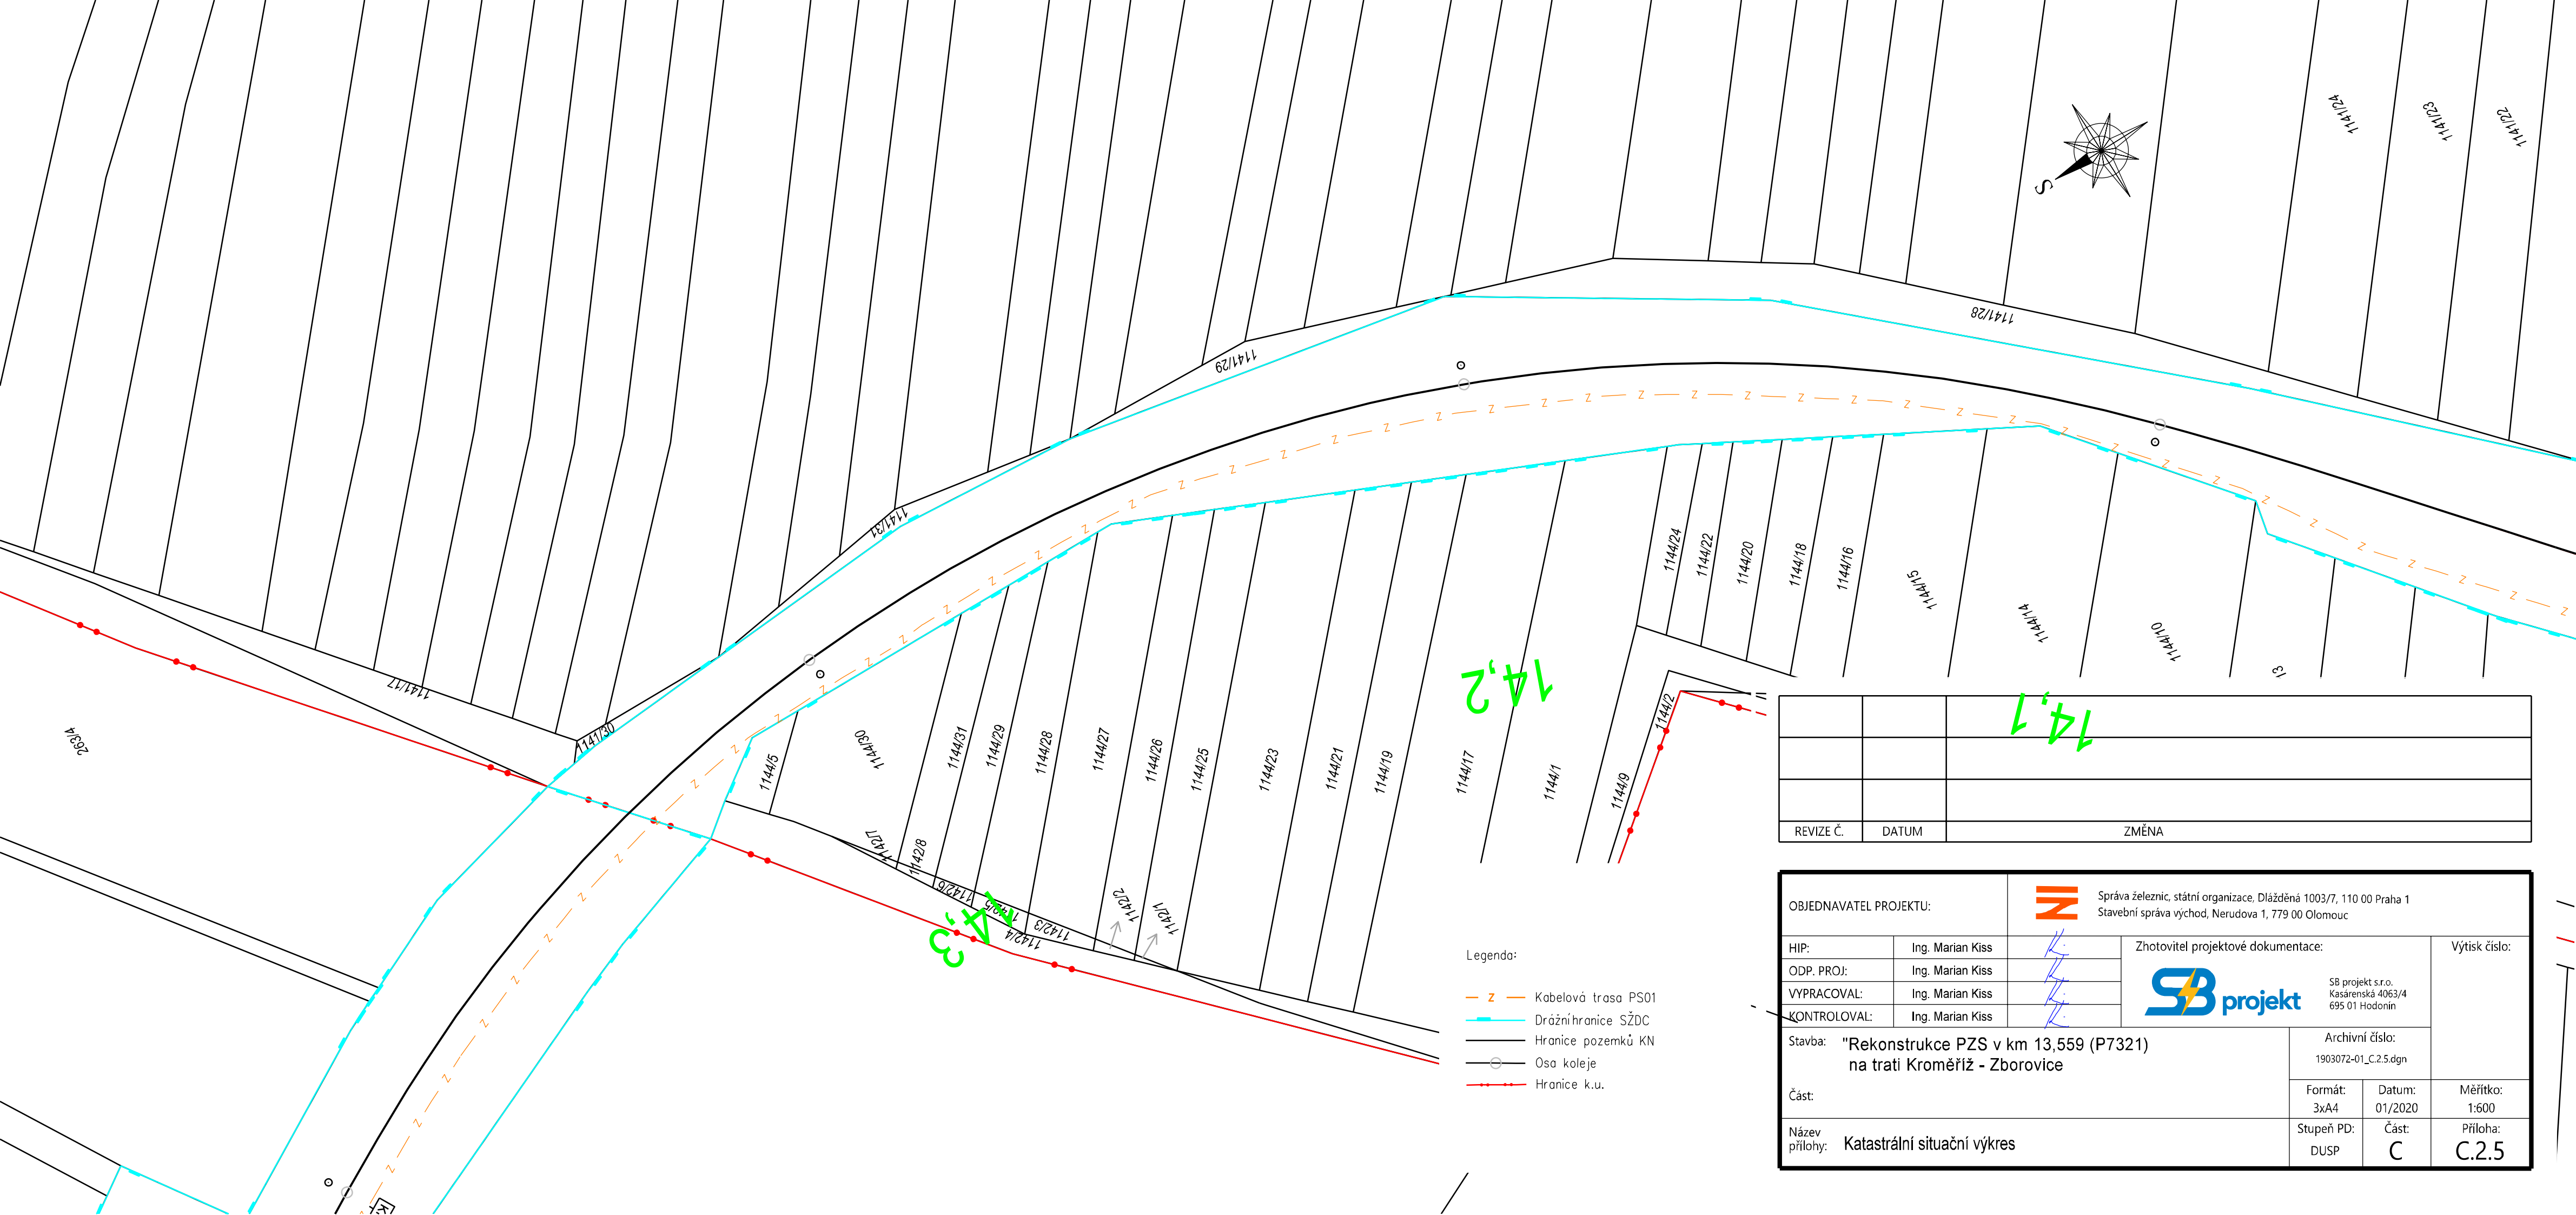 1141/24
1141/23
1141/22
S
1141/28
1141/29
1141/31
1141/17
1141/30
263/4
1144/24
1144/22
1144/20
1144/18
1144/16
1144/15
1144/14
1144/10
13
14,2
14,1
14,3
1144/5
1144/30
1144/31
1144/29
1144/28
1144/27
1144/26
1144/25
1144/23
1144/21
1144/19
1144/17
1144/1
1144/9
1144/2
1142/7
1142/8
1142/6
1142/5
1142/4
1142/3
1142/2
1142/1
Legenda:
Z Kabelová trasa PS01
Drážní hranice SŽDC
Hranice pozemků KN
Osa koleje
Hranice k.u.
REVIZE Č. DATUM ZMĚNA
OBJEDNAVATEL PROJEKTU:
Správa železnic, státní organizace, Dlážděná 1003/7, 110 00 Praha 1
Stavební správa východ, Nerudova 1, 779 00 Olomouc
HIP: Ing. Marian Kiss
ODP. PROJ: Ing. Marian Kiss
VYPRACOVAL: Ing. Marian Kiss
KONTROLOVAL: Ing. Marian Kiss
Zhotovitel projektové dokumentace:
SB projekt
SB projekt s.r.o.
Kasárenská 4063/4
695 01 Hodonín
Výtisk číslo:
Stavba: "Rekonstrukce PZS v km 13,559 (P7321)
na trati Kroměříž - Zborovice
Archivní číslo:
1903072-01_C.2.5.dgn
Část:
Formát: Datum: Měřítko:
3xA4 01/2020 1:600
Název
přílohy: Katastrální situační výkres
Stupeň PD: Část: Příloha:
DUSP C C.2.5